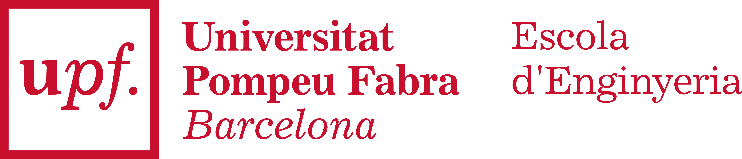 upf.
Universitat
Pompeu Fabra
Barcelona
Escola
d'Enginyeria